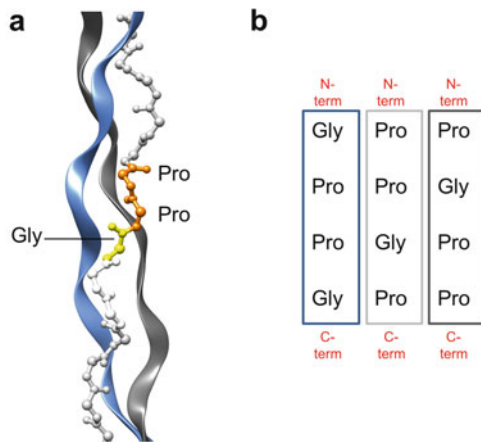 a
Pro
Pro
Gly
b
N-
term
N-
term
N-
term
Gly Pro Pro
Pro Pro Gly
Pro Gly Pro
Gly Pro Pro
C-
term
C-
term
C-
term